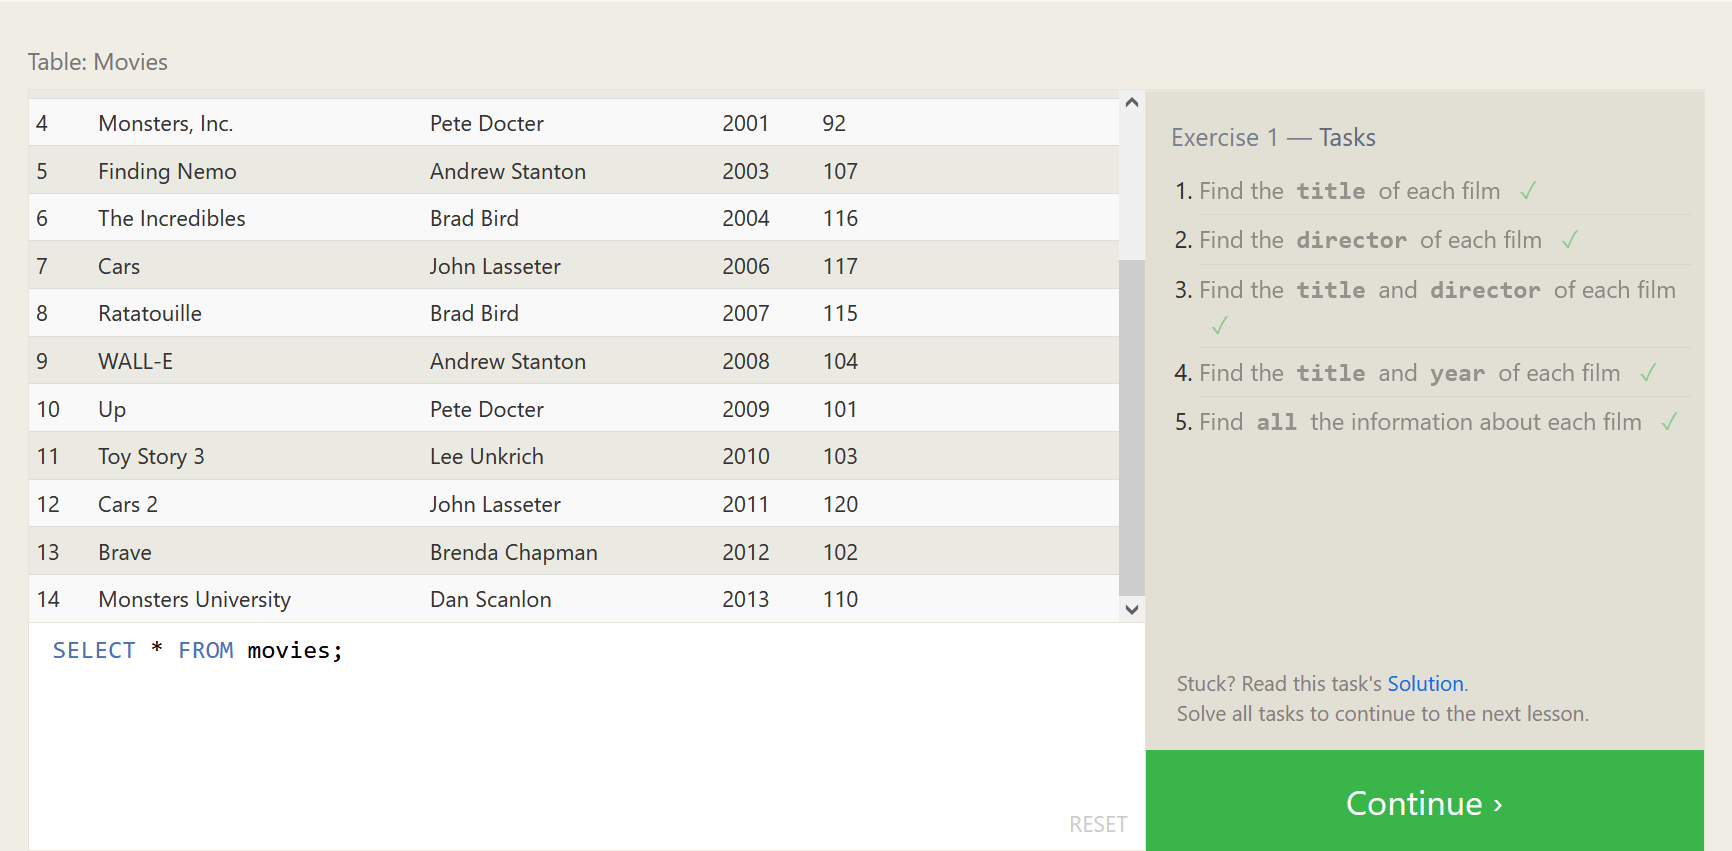 Table: Movies
4 Monsters, Inc. Pete Docter 2001 92
5 Finding Nemo Andrew Stanton 2003 107
6 The Incredibles Brad Bird 2004 116
7 Cars John Lasseter 2006 117
8 Ratatouille Brad Bird 2007 115
9 WALL-E Andrew Stanton 2008 104
10 Up Pete Docter 2009 101
11 Toy Story 3 Lee Unkrich 2010 103
12 Cars 2 John Lasseter 2011 120
13 Brave Brenda Chapman 2012 102
14 Monsters University Dan Scanlon 2013 110
SELECT * FROM movies;
RESET
Exercise 1 — Tasks
1. Find the title of each film ✓
2. Find the director of each film ✓
3. Find the title and director of each film
✓
4. Find the title and year of each film ✓
5. Find all the information about each film ✓
Stuck? Read this task's Solution.
Solve all tasks to continue to the next lesson.
Continue ›